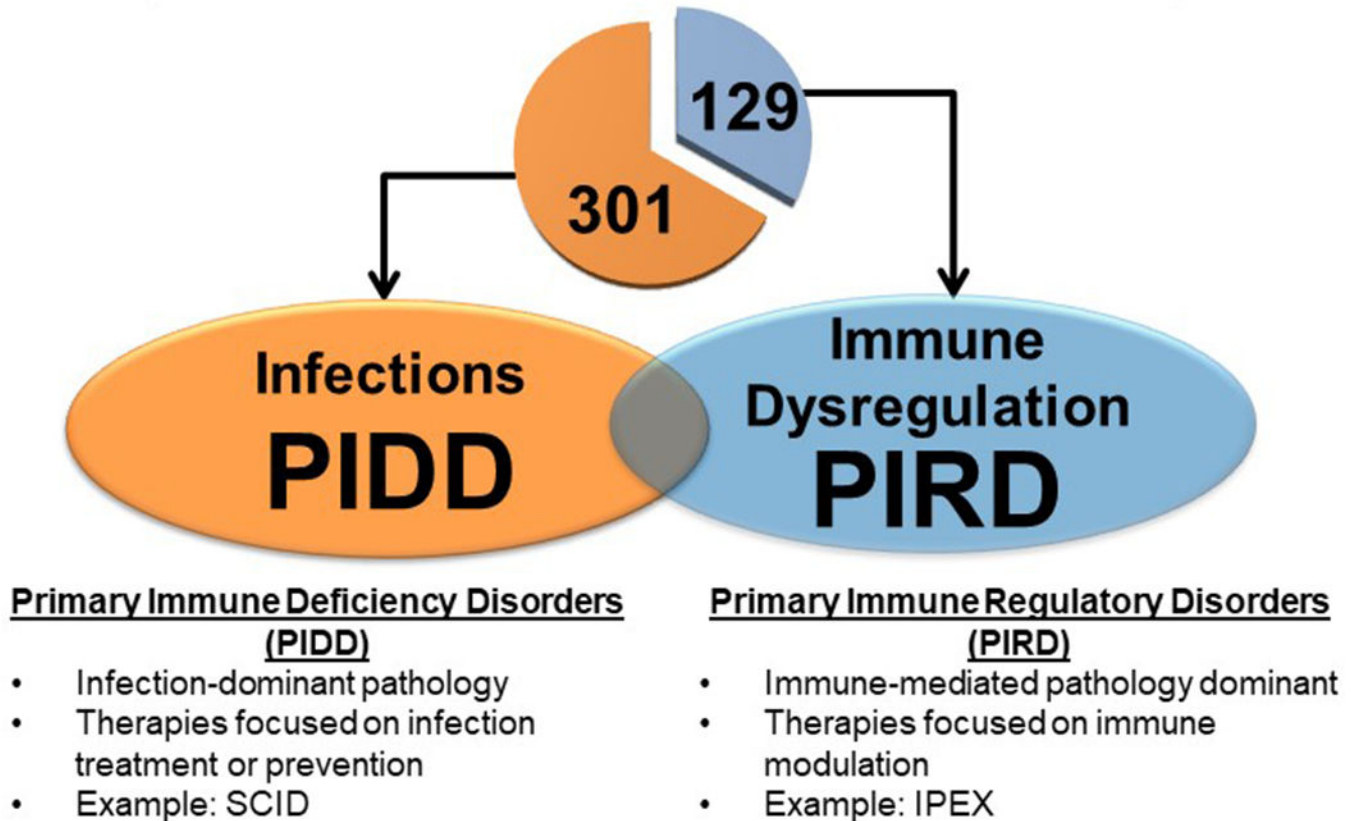 129
301
Infections
PIDD
Immune
Dysregulation
PIRD
Primary Immune Deficiency Disorders
(PIDD)
• Infection-dominant pathology
• Therapies focused on infection
treatment or prevention
• Example: SCID
Primary Immune Regulatory Disorders
(PIRD)
• Immune-mediated pathology dominant
• Therapies focused on immune
modulation
• Example: IPEX